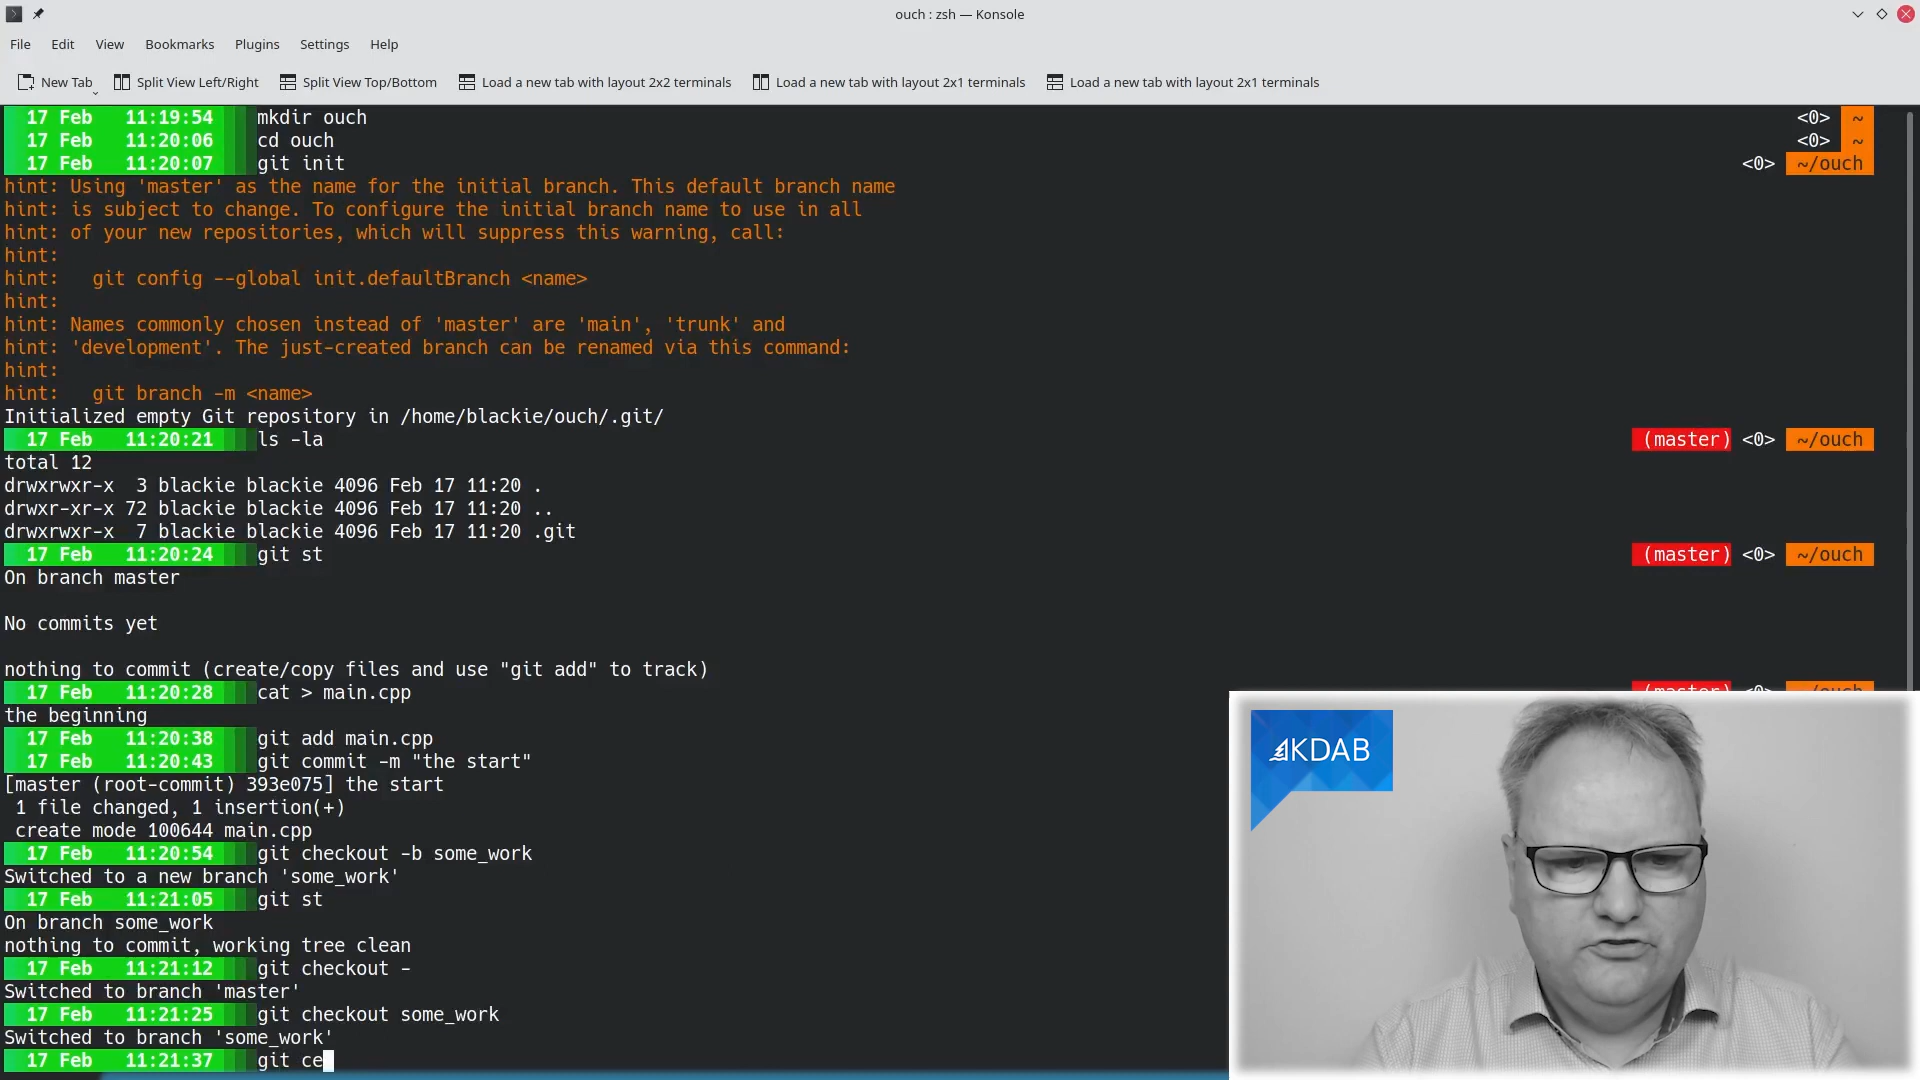 ouch : zsh — Konsole
File Edit View Bookmarks Plugins Settings Help
New Tab Split View Left/Right Split View Top/Bottom Load a new tab with layout 2x2 terminals Load a new tab with layout 2x1 terminals Load a new tab with layout 2x1 terminals
17 Feb 11:19:54 mkdir ouch <0> ~
17 Feb 11:20:06 cd ouch <0> ~
17 Feb 11:20:07 git init <0> ~/ouch
hint: Using 'master' as the name for the initial branch. This default branch name
hint: is subject to change. To configure the initial branch name to use in all
hint: of your new repositories, which will suppress this warning, call:
hint:
hint:   git config --global init.defaultBranch <name>
hint:
hint: Names commonly chosen instead of 'master' are 'main', 'trunk' and
hint: 'development'. The just-created branch can be renamed via this command:
hint:
hint:   git branch -m <name>
Initialized empty Git repository in /home/blackie/ouch/.git/
17 Feb 11:20:21 ls -la (master) <0> ~/ouch
total 12
drwxrwxr-x  3 blackie blackie 4096 Feb 17 11:20 .
drwxr-xr-x 72 blackie blackie 4096 Feb 17 11:20 ..
drwxrwxr-x  7 blackie blackie 4096 Feb 17 11:20 .git
17 Feb 11:20:24 git st (master) <0> ~/ouch
On branch master
No commits yet
nothing to commit (create/copy files and use "git add" to track)
17 Feb 11:20:28 cat > main.cpp (master) <0> ~/ouch
the beginning
17 Feb 11:20:38 git add main.cpp
17 Feb 11:20:43 git commit -m "the start"
[master (root-commit) 393e075] the start
1 file changed, 1 insertion(+)
create mode 100644 main.cpp
17 Feb 11:20:54 git checkout -b some_work
Switched to a new branch 'some_work'
17 Feb 11:21:05 git st
On branch some_work
nothing to commit, working tree clean
17 Feb 11:21:12 git checkout -
Switched to branch 'master'
17 Feb 11:21:25 git checkout some_work
Switched to branch 'some_work'
17 Feb 11:21:37 git ce
KDAB